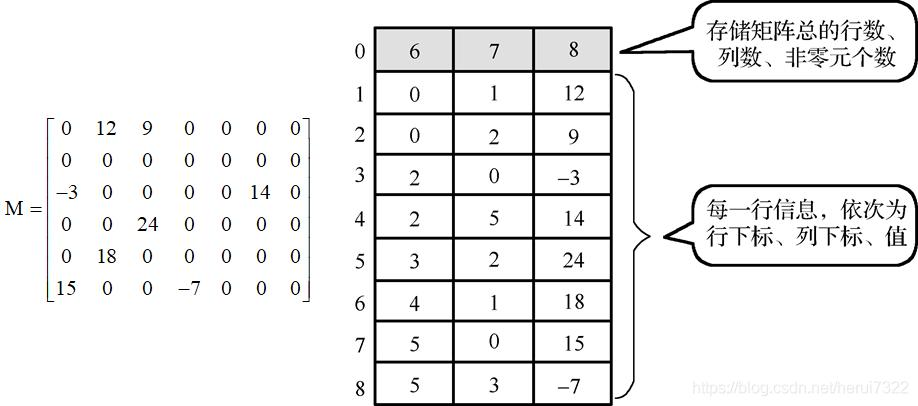 M =
0 12 9 0 0 0 0
0 0 0 0 0 0 0
−3 0 0 0 0 14 0
0 0 24 0 0 0 0
0 18 0 0 0 0 0
15 0 0 −7 0 0 0
0 6 7 8
1 0 1 12
2 0 2 9
3 2 0 −3
4 2 5 14
5 3 2 24
6 4 1 18
7 5 0 15
8 5 3 −7
存储矩阵总的行数、
列数、非零元个数
每一行信息，依次为
行下标、列下标、值
https://blog.csdn.net/herui7322